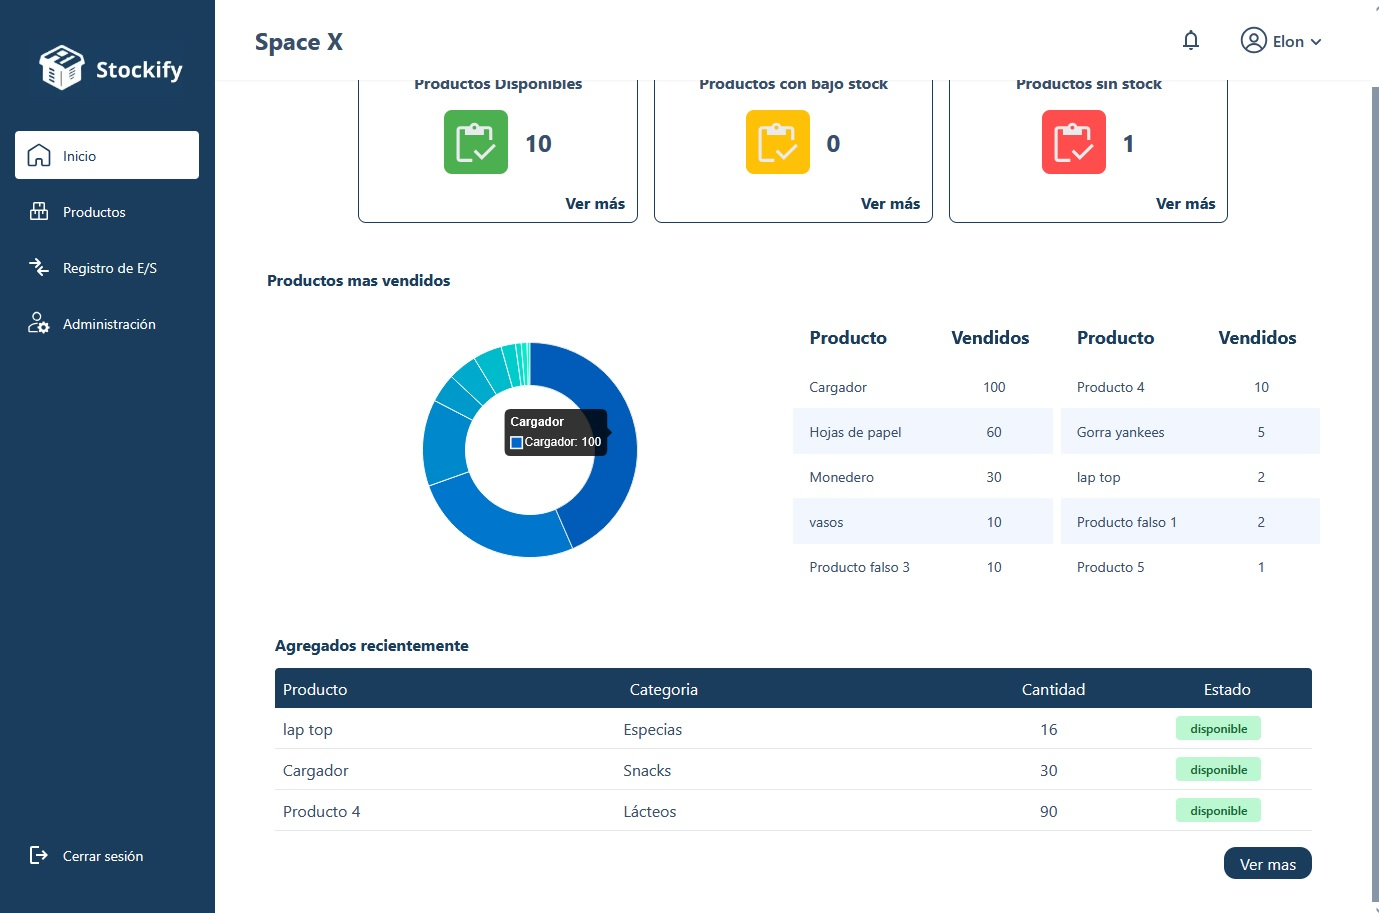 Stockify
Space X
Elon
Inicio
Productos
Registro de E/S
Administración
Cerrar sesión
Productos Disponibles
10
Ver más
Productos con bajo stock
0
Ver más
Productos sin stock
1
Ver más
Productos mas vendidos
Cargador
Cargador: 100
Producto Vendidos Producto Vendidos
Cargador 100 Producto 4 10
Hojas de papel 60 Gorra yankees 5
Monedero 30 lap top 2
vasos 10 Producto falso 1 2
Producto falso 3 10 Producto 5 1
Agregados recientemente
Producto Categoria Cantidad Estado
lap top Especias 16 disponible
Cargador Snacks 30 disponible
Producto 4 Lácteos 90 disponible
Ver mas